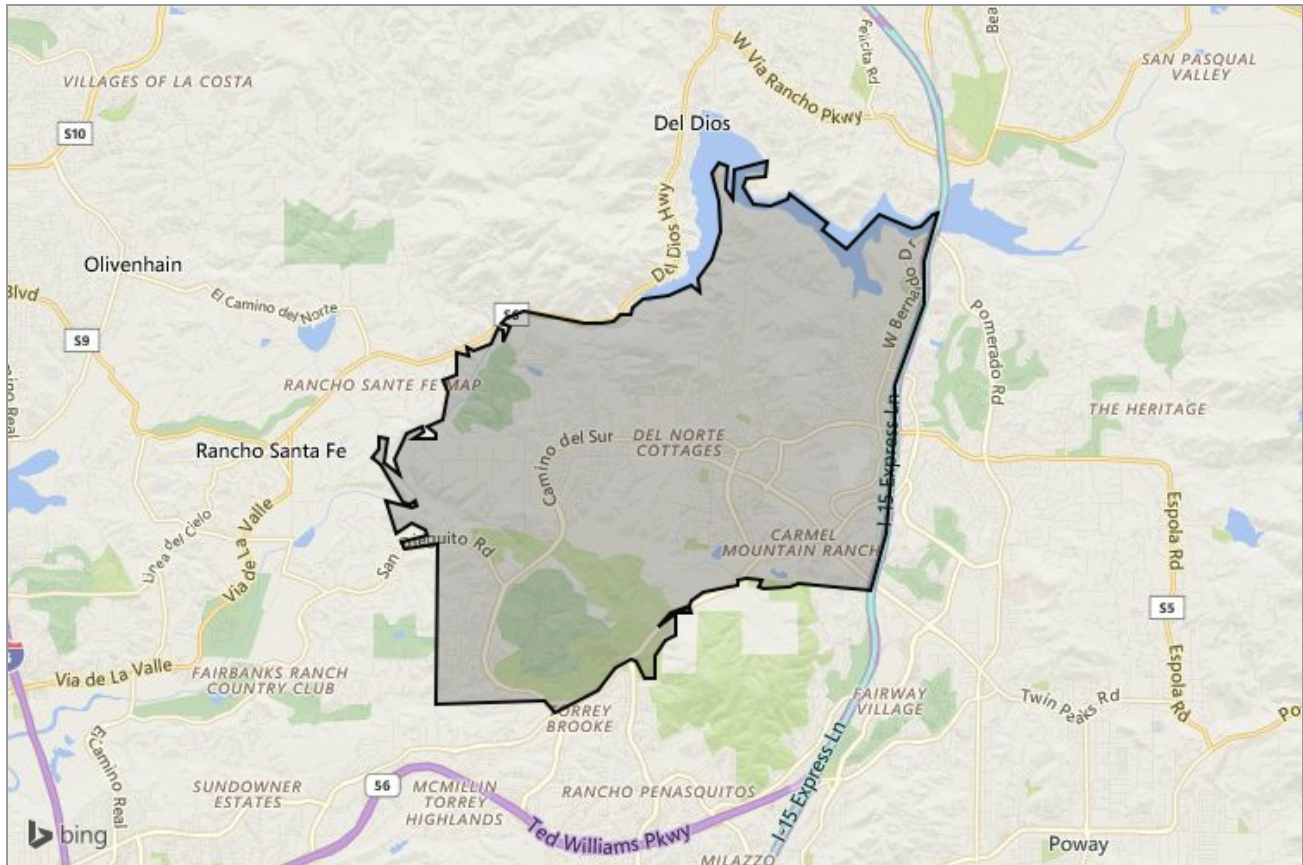 VILLAGES OF LA COSTA
S10
W Via Rancho Pkwy
Felicita Rd
SAN PASQUAL
VALLEY
Del Dios
Del Dios Hwy
Olivenhain
El Camino del Norte
Blvd
S9
S6
RANCHO SANTE FE MAP
W Bernardo Dr
Pomerado Rd
THE HERITAGE
Rancho Santa Fe
Camino del Sur
DEL NORTE
COTTAGES
I-15 Express Ln
Espola Rd
Linea del Cielo
Via de La Valle
San Dieguito Rd
CARMEL
MOUNTAIN RANCH
S5
Via de La Valle
FAIRBANKS RANCH
COUNTRY CLUB
Espola Rd
FAIRWAY
VILLAGE
Twin Peaks Rd
TORREY
BROOKE
El Camino Real
SUNDOWNER
ESTATES
56
MCMILLIN
TORREY
HIGHLANDS
RANCHO PENASQUITOS
Ted Williams Pkwy
I-15 Express Ln
Poway
MILAZZO
bing